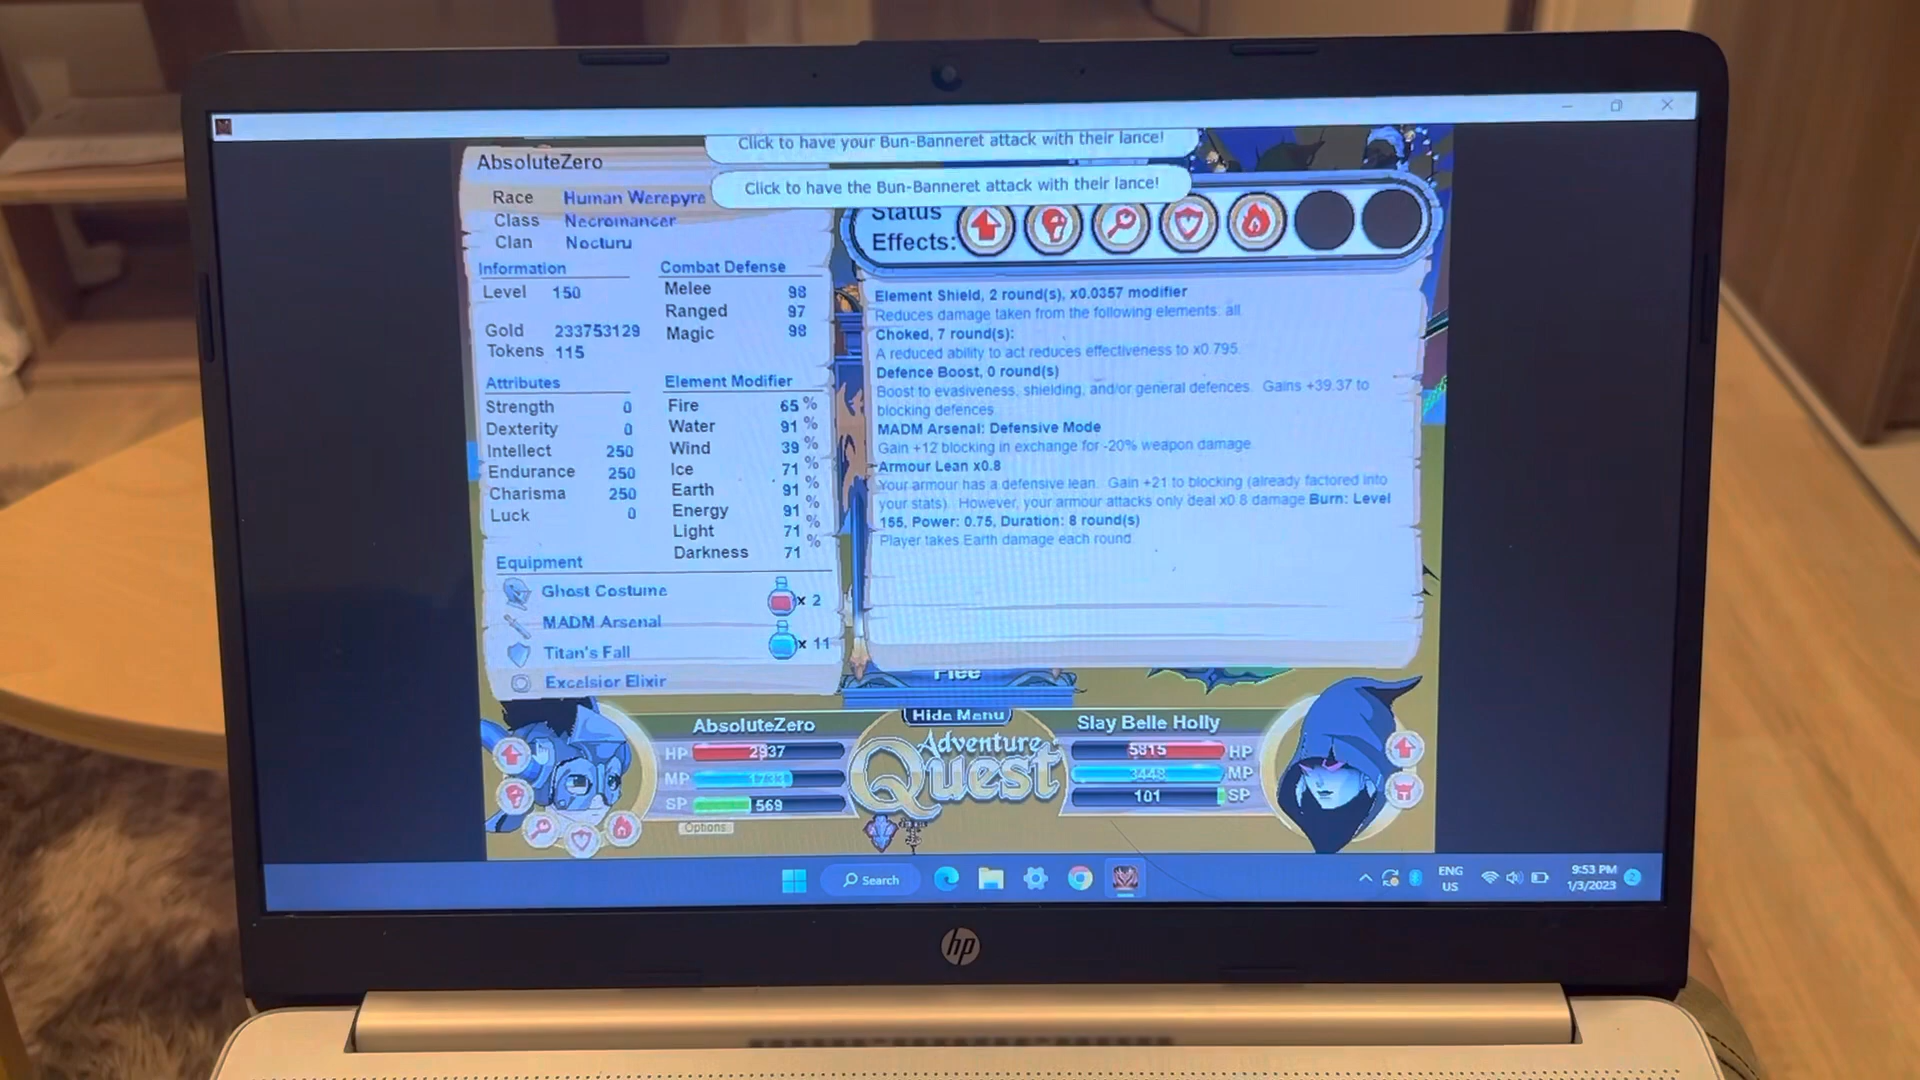 Click to have your Bun-Banneret attack with their lance!
Click to have the Bun-Banneret attack with their lance!
AbsoluteZero
Race Human Werepyre
Class Necromancer
Clan Nocturu
Information
Level 150
Gold 233753129
Tokens 115
Combat Defense
Melee 98
Ranged 97
Magic 98
Attributes
Strength 0
Dexterity 0
Intellect 250
Endurance 250
Charisma 250
Luck 0
Element Modifier
Fire 65 %
Water 91 %
Wind 39 %
Ice 71 %
Earth 91 %
Energy 91 %
Light 71 %
Darkness 71
Equipment
Ghost Costume
MADM Arsenal
Titan's Fall
Excelsior Elixir
x 2
x 11
Status
Effects:
Element Shield, 2 round(s), x0.0357 modifier
Reduces damage taken from the following elements: all
Choked, 7 round(s):
A reduced ability to act reduces effectiveness to x0.795
Defence Boost, 0 round(s)
Boost to evasiveness, shielding, and/or general defences. Gains +39.37 to
blocking defences
MADM Arsenal: Defensive Mode
Gain +12 blocking in exchange for -20% weapon damage
Armour Lean x0.8
Your armour has a defensive lean. Gain +21 to blocking (already factored into
your stats). However, your armour attacks only deal x0.8 damage Burn: Level
155, Power: 0.75, Duration: 8 round(s)
Player takes Earth damage each round
Flee
Hide Menu
AbsoluteZero
HP 2937
MP
SP 569
Options
Adventure
Quest
Slay Belle Holly
5815 HP
3448 MP
101 SP
Search
ENG
US
9:53 PM
1/3/2023
2
hp